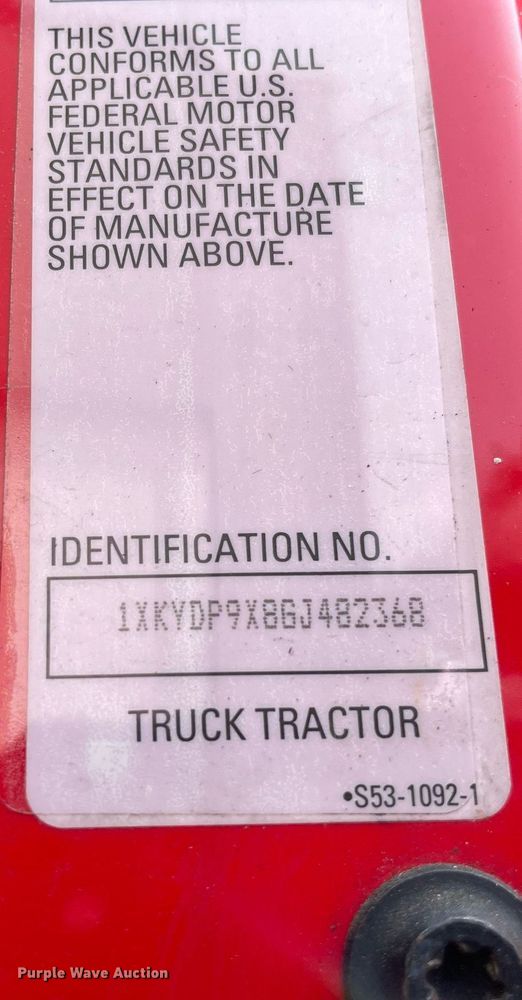 THIS VEHICLE
CONFORMS TO ALL
APPLICABLE U.S.
FEDERAL MOTOR
VEHICLE SAFETY
STANDARDS IN
EFFECT ON THE DATE
OF MANUFACTURE
SHOWN ABOVE.
IDENTIFICATION NO.
1XKYDP9X8GJ482368
TRUCK TRACTOR
•S53-1092-1
Purple Wave Auction